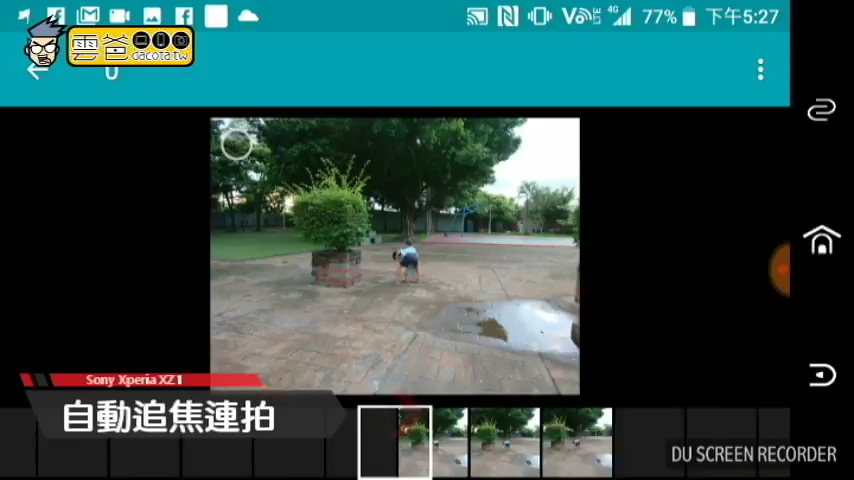 77% 下午5:27
雲爸
dacota.tw
Sony Xperia XZ1
自動追焦連拍
DU SCREEN RECORDER